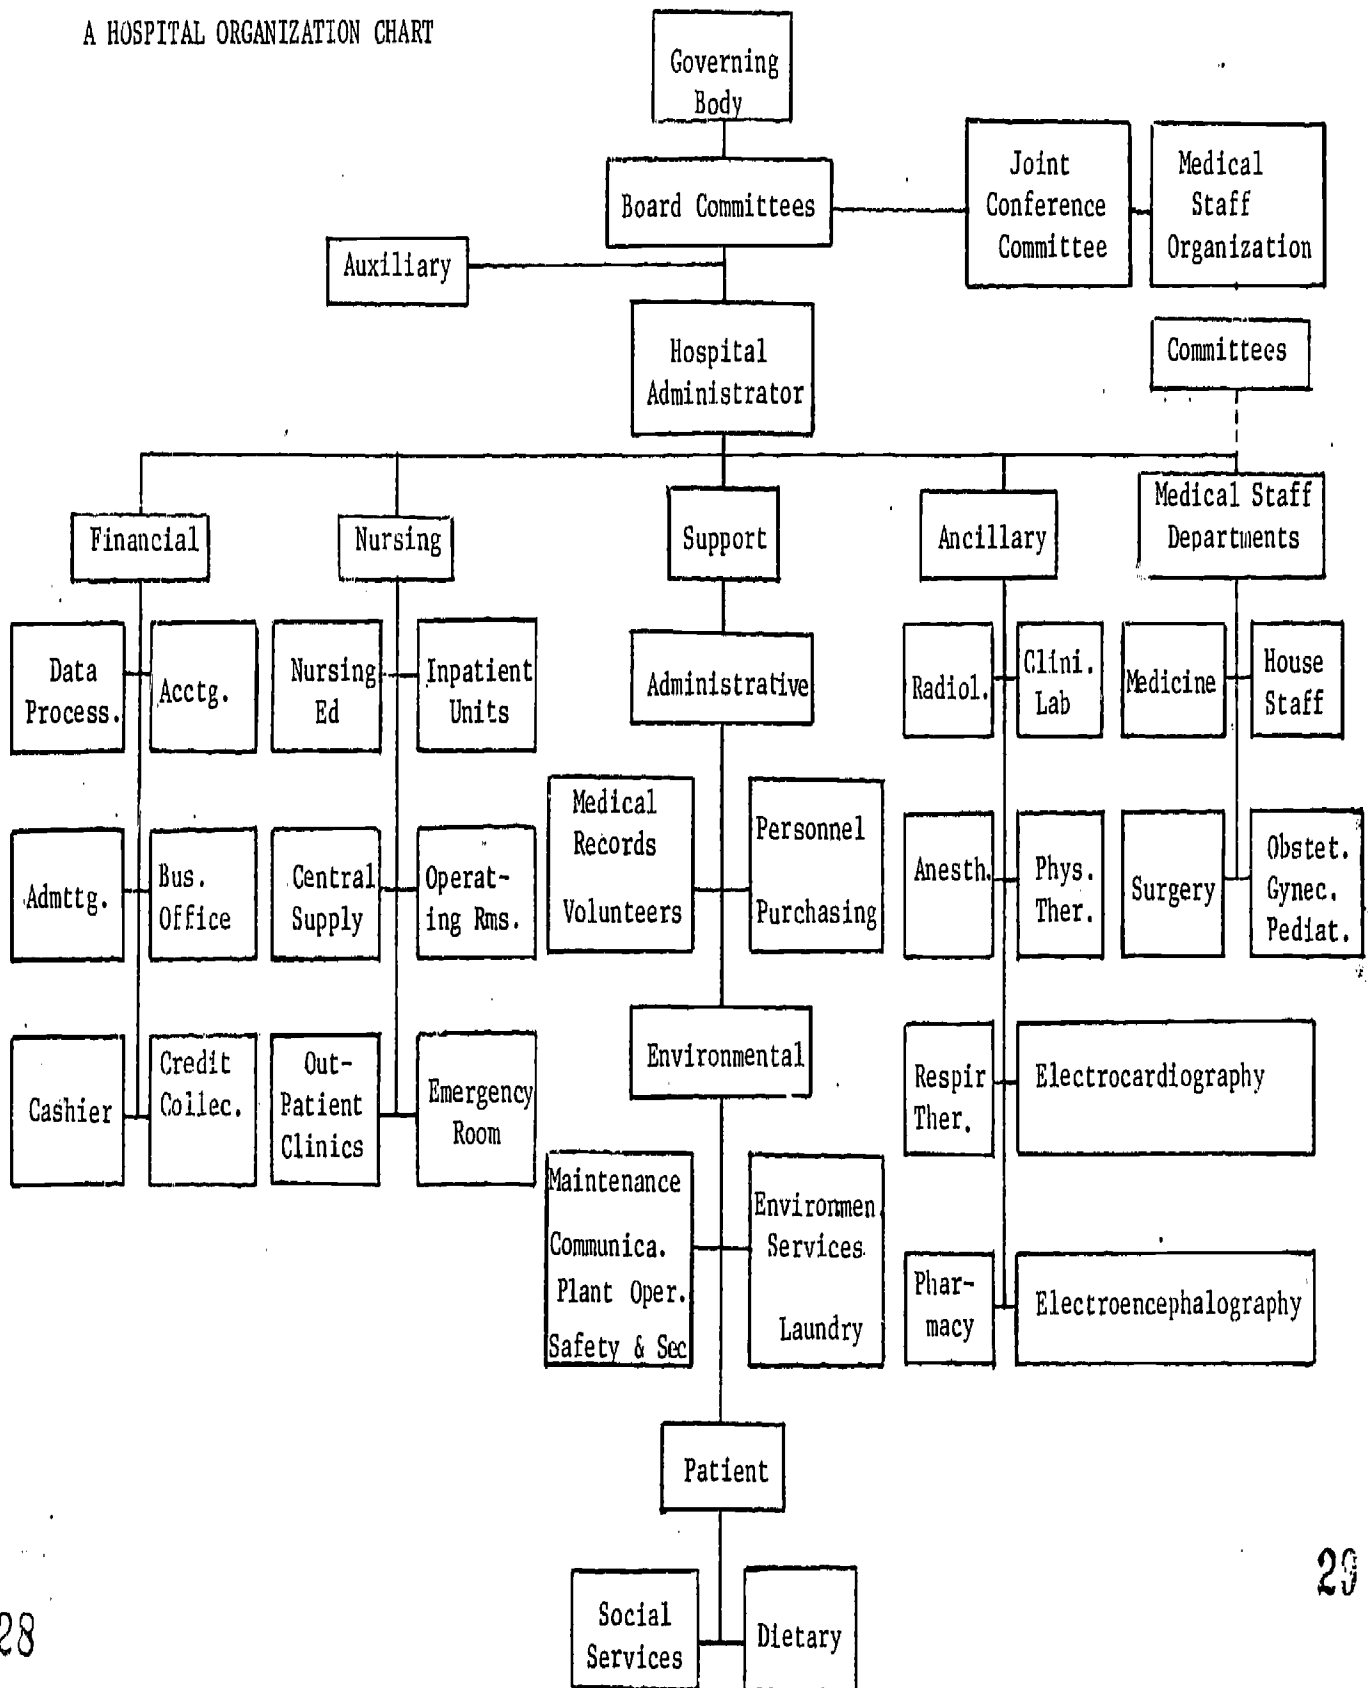 A HOSPITAL ORGANIZATION CHART
Governing
Body
Board Committees
Joint
Conference
Committee
Medical
Staff
Organization
Auxiliary
Hospital
Administrator
Committees
Financial
Nursing
Support
Ancillary
Medical Staff
Departments
Data
Process.
Acctg.
Admttg.
Bus.
Office
Cashier
Credit
Collec.
Nursing
Ed
Inpatient
Units
Central
Supply
Operat-
ing Rms.
Out-
Patient
Clinics
Emergency
Room
Administrative
Medical
Records
Volunteers
Personnel
Purchasing
Environmental
Maintenance
Communica.
Plant Oper.
Safety & Sec
Environmen.
Services
Laundry
Patient
Social
Services
Dietary
Radiol.
Clini.
Lab
Anesth.
Phys.
Ther.
Respir
Ther.
Electrocardiography
Phar-
macy
Electroencephalography
Medicine
House
Staff
Surgery
Obstet.
Gynec.
Pediat.
28
29